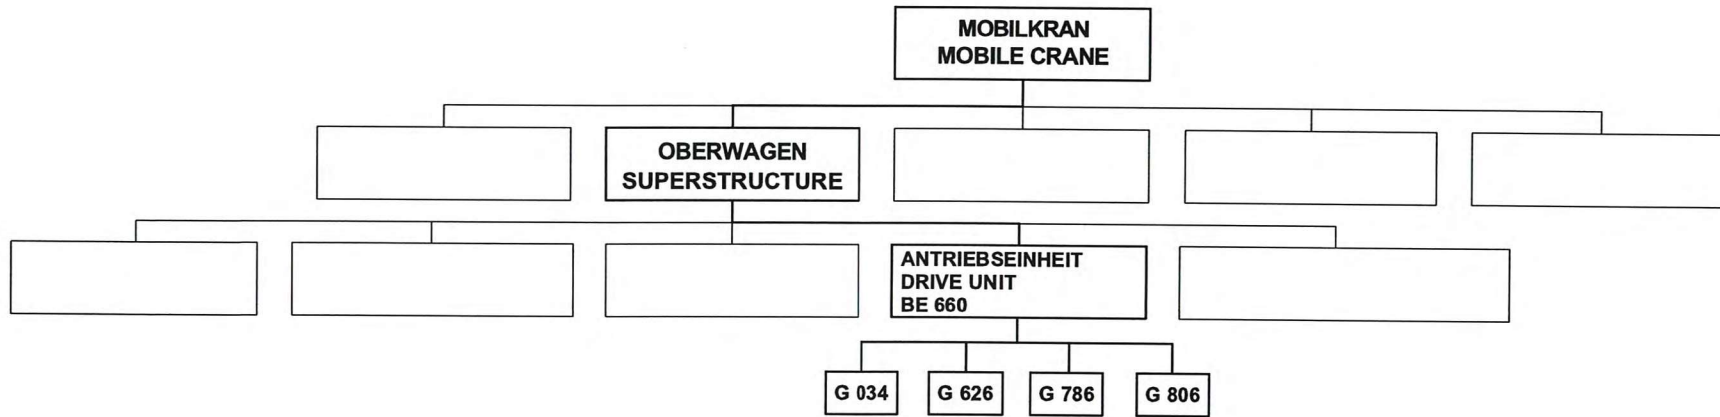 MOBILKRAN
MOBILE CRANE
OBERWAGEN
SUPERSTRUCTURE
ANTRIEBSEINHEIT
DRIVE UNIT
BE 660
G 034
G 626
G 786
G 806